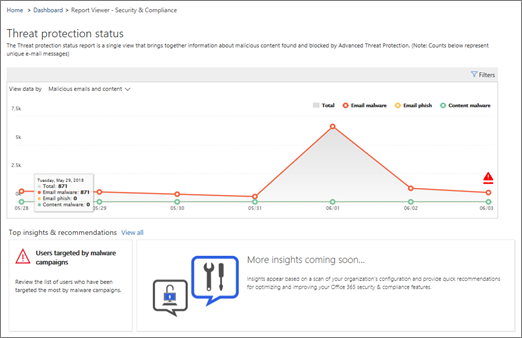 Home > Dashboard > Report Viewer - Security & Compliance
Threat protection status
The Threat protection status report is a single view that brings together information about malicious content found and blocked by Advanced Threat Protection. (Note: Counts below represent
unique e-mail messages)
Filters
View data by Malicious emails and content
Total Email malware Email phish Content malware
7.5k
5k
2.5k
Tuesday, May 29, 2018
Total: 871
Email malware: 871
Email phish: 0
Content malware: 0
05/28 05/29 05/30 05/31 06/01 06/02 06/03
Top insights & recommendations View all
Users targeted by malware
campaigns
Review the list of users who have been
targeted the most by malware campaigns.
More insights coming soon...
Insights appear based on a scan of your organization's configuration and provide quick recommendations
for optimizing and improving your Office 365 security & compliance features.